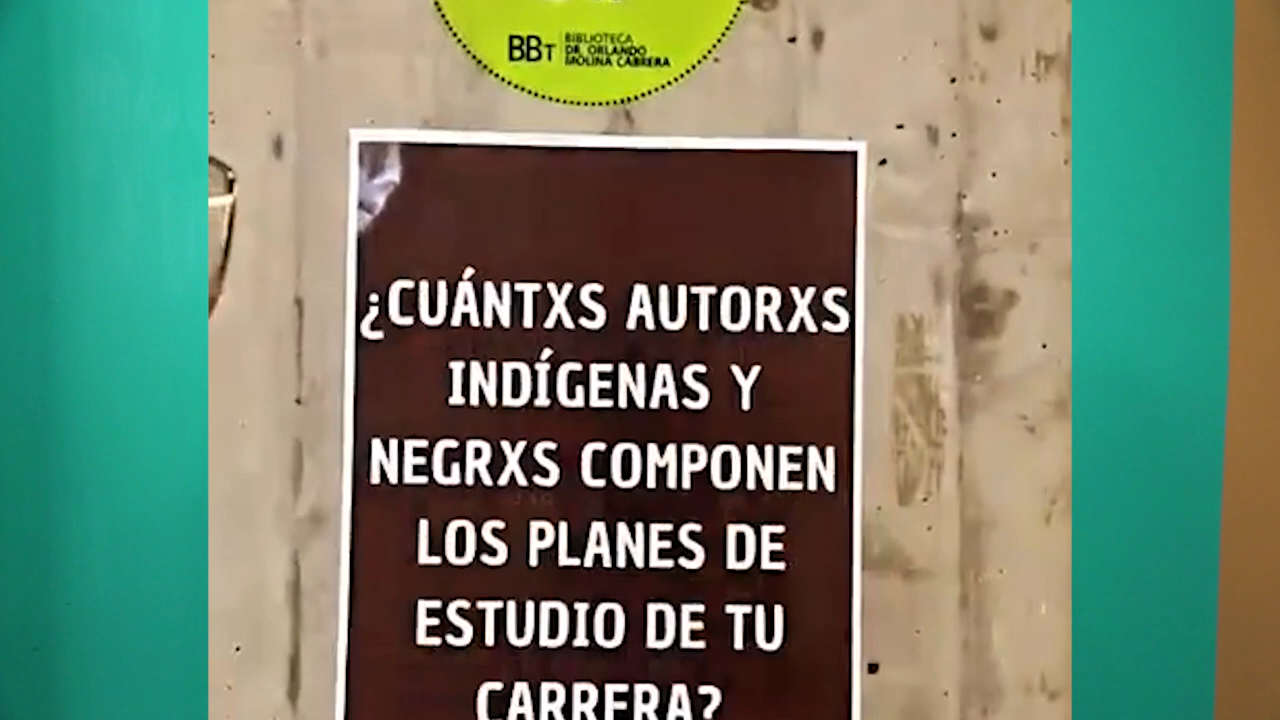 BBT
BIBLIOTECA
DR. ORLANDO
MOLINA CABRERA
¿CUÁNTXS AUTORXS
INDÍGENAS Y
NEGRXS COMPONEN
LOS PLANES DE
ESTUDIO DE TU
CARRERA?